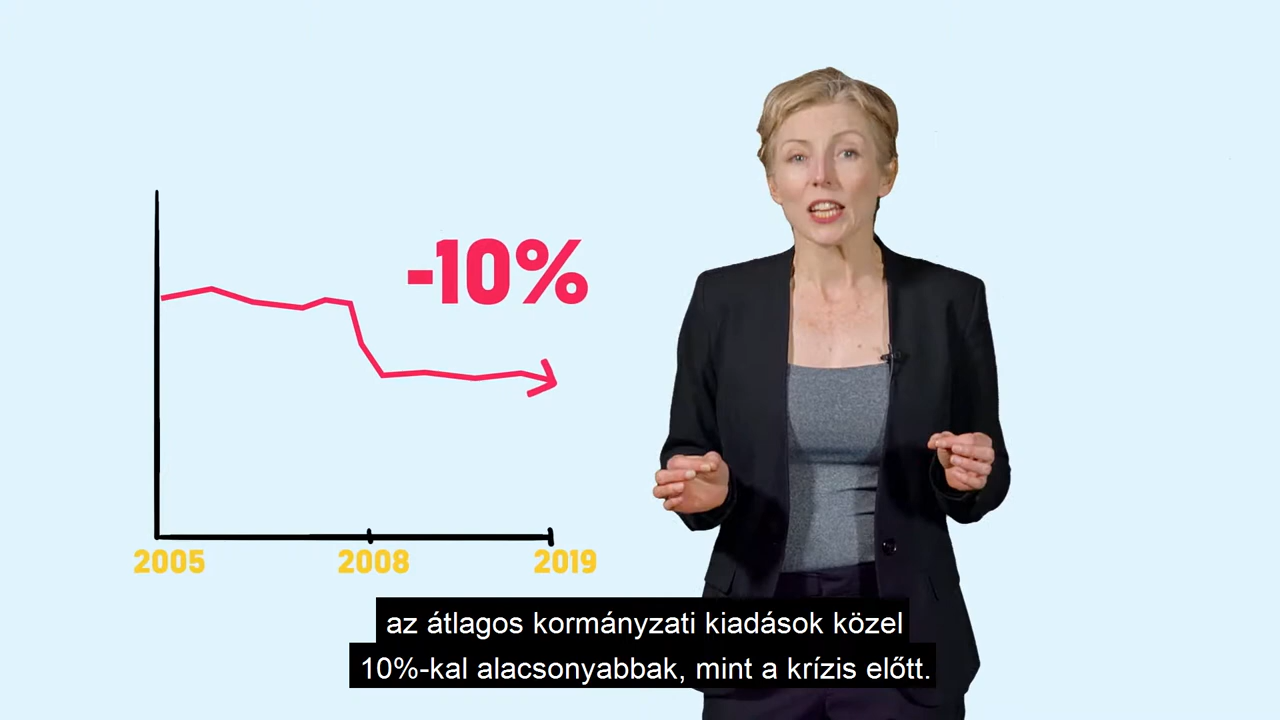 -10%
2005 2008 2019
az átlagos kormányzati kiadások közel
10%-kal alacsonyabbak, mint a krízis előtt.